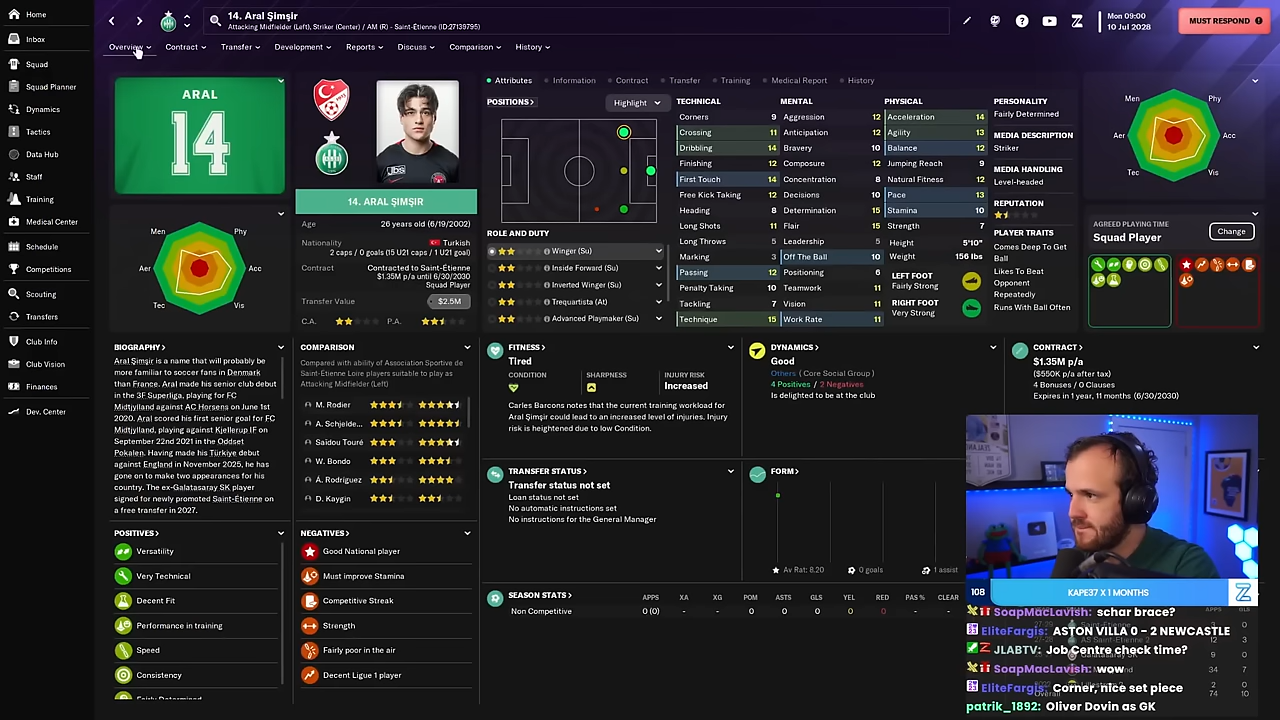 Home
Inbox
Squad
Squad Planner
Dynamics
Tactics
Data Hub
Staff
Training
Medical Center
Schedule
Competitions
Scouting
Transfers
Club Info
Club Vision
Finances
Dev. Center
14. Aral Şimşir
Attacking Midfielder (Left), Striker (Center) / AM (R) - Saint-Étienne (ID:27139795)
Mon 09:00
10 Jul 2028
MUST RESPOND
Overview
Contract
Transfer
Development
Reports
Discuss
Comparison
History
ARAL
14
14. ARAL ŞIMŞIR
Age 26 years old (6/19/2002)
Nationality Turkish
2 caps / 0 goals (15 U21 caps / 1 U21 goal)
Contract Contracted to Saint-Étienne
$1.35M p/a until 6/30/2030
Squad Player
Transfer Value $2.5M
C.A. P.A.
Men Phy
Aer Acc
Tec Vis
Attributes Information Contract Transfer Training Medical Report History
POSITIONS > Highlight
ROLE AND DUTY
Winger (Su)
Inside Forward (Su)
Inverted Winger (Su)
Trequartista (At)
Advanced Playmaker (Su)
TECHNICAL
Corners 9
Crossing 11
Dribbling 14
Finishing 12
First Touch 14
Free Kick Taking 12
Heading 8
Long Shots 11
Long Throws 5
Marking 3
Passing 12
Penalty Taking 10
Tackling 7
Technique 15
MENTAL
Aggression 12
Anticipation 12
Bravery 10
Composure 12
Concentration 8
Decisions 10
Determination 15
Flair 15
Leadership 5
Off The Ball 10
Positioning 6
Teamwork 11
Vision 11
Work Rate 11
PHYSICAL
Acceleration 14
Agility 13
Balance 12
Jumping Reach 9
Natural Fitness 12
Pace 13
Stamina 10
Strength 7
Height 5'10"
Weight 156 lbs
LEFT FOOT
Fairly Strong
RIGHT FOOT
Very Strong
PERSONALITY
Fairly Determined
MEDIA DESCRIPTION
Striker
MEDIA HANDLING
Level-headed
REPUTATION
PLAYER TRAITS
Comes Deep To Get
Ball
Likes To Beat
Opponent
Repeatedly
Runs With Ball Often
Men Phy
Aer Acc
Tec Vis
AGREED PLAYING TIME
Squad Player
Change
BIOGRAPHY >
Aral Şimşir is a name that will probably be
more familiar to soccer fans in Denmark
than France. Aral made his senior club debut
in the 3F Superliga, playing for FC
Midtjylland against AC Horsens on June 1st
2020. Aral scored his first senior goal for FC
Midtjylland, playing against Kjellerup IF on
September 22nd 2021 in the Oddset
Pokalen. Having made his Türkiye debut
against England in November 2025, he has
gone on to make two appearances for his
country. The ex-Galatasaray SK player
signed for newly promoted Saint-Étienne on
a free transfer in 2027.
COMPARISON
Compared with ability of Association Sportive de
Saint-Étienne Loire players suitable to play as
Attacking Midfielder (Left)
M. Rodier
A. Schjelde...
Saïdou Touré
W. Bondo
Á. Rodríguez
D. Kaygin
FITNESS >
Tired
CONDITION
SHARPNESS
INJURY RISK
Increased
Carles Barcons notes that the current training workload for
Aral Şimşir could lead to an increased level of injuries. Injury
risk is heightened due to low Condition.
DYNAMICS >
Good
Others ( Core Social Group )
4 Positives / 2 Negatives
Is delighted to be at the club
CONTRACT >
$1.35M p/a
($550K p/a after tax)
4 Bonuses / 0 Clauses
Expires in 1 year, 11 months (6/30/2030)
TRANSFER STATUS >
Transfer status not set
Loan status not set
No automatic instructions set
No instructions for the General Manager
FORM >
Av Rat: 8.20 0 goals 1 assist
POSITIVES >
Versatility
Very Technical
Decent Fit
Performance in training
Speed
Consistency
Fairly Determined
NEGATIVES >
Good National player
Must improve Stamina
Competitive Streak
Strength
Fairly poor in the air
Decent Ligue 1 player
SEASON STATS >
APPS XA XG POM ASTS GLS YEL RED PAS % CLEAR
Non Competitive 0 (0) - - 0 0 0 0 0 - -
108 KAPE37 X 1 MONTHS
SoapMacLavish: schar brace?
EliteFargis: ASTON VILLA 0 - 2 NEWCASTLE
JLABTV: Job Centre check time?
SoapMacLavish: wow
EliteFargis: Corner, nice set piece
patrik_1892: Oliver Dovin as GK